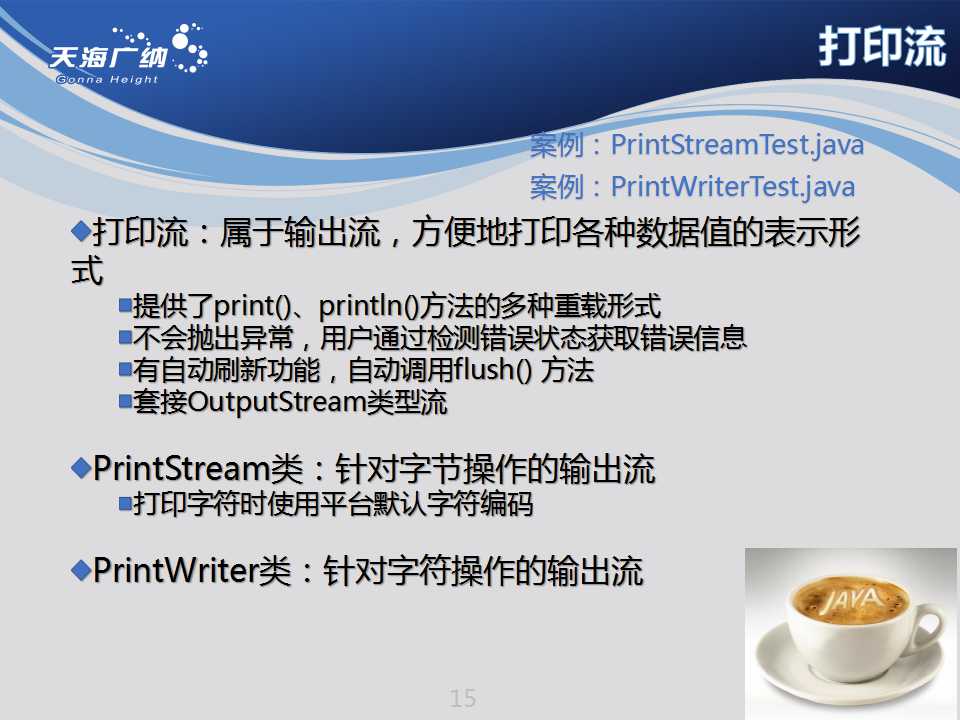 天海广纳
Gonna Height
打印流
案例：PrintStreamTest.java
案例：PrintWriterTest.java
打印流：属于输出流，方便地打印各种数据值的表示形
式
提供了print()、println()方法的多种重载形式
不会抛出异常，用户通过检测错误状态获取错误信息
有自动刷新功能，自动调用flush() 方法
套接OutputStream类型流
PrintStream类：针对字节操作的输出流
打印字符时使用平台默认字符编码
PrintWriter类：针对字符操作的输出流
JAVA
15